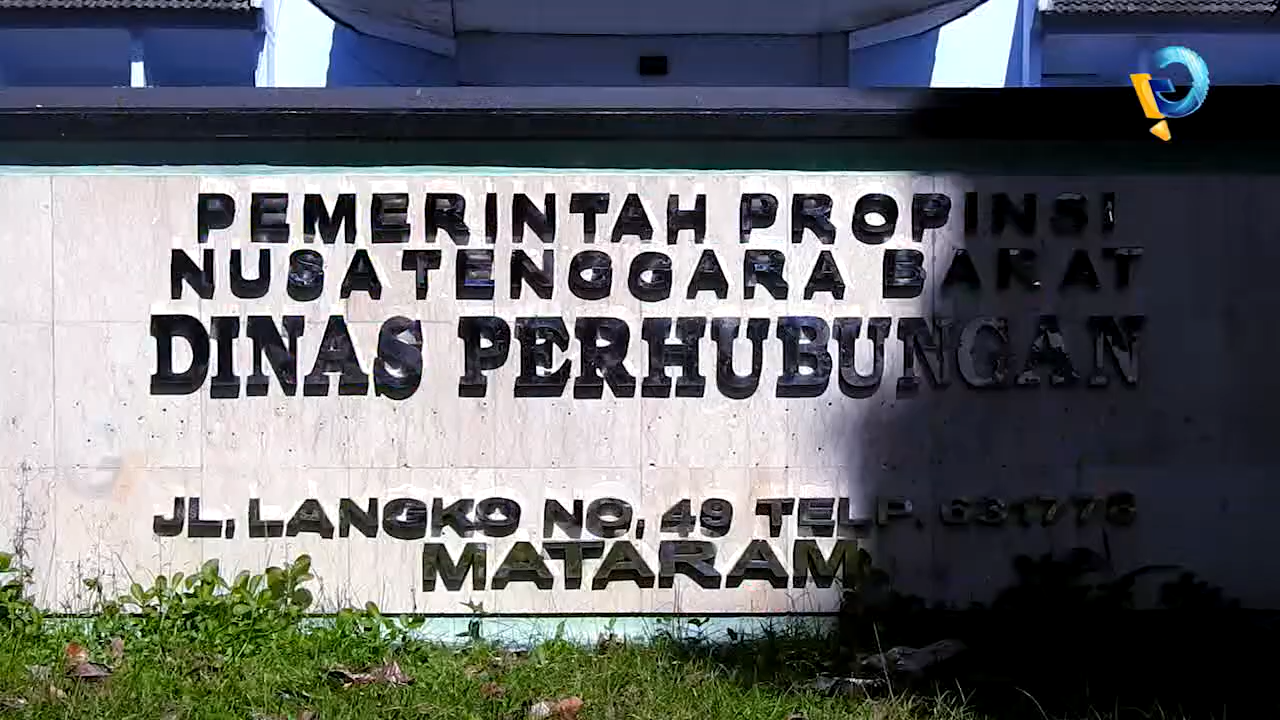 PEMERINTAH PROPINSI
NUSA TENGGARA BARAT
DINAS PERHUBUNGAN
JL. LANGKO NO. 49 TELP. 631776
MATARAM